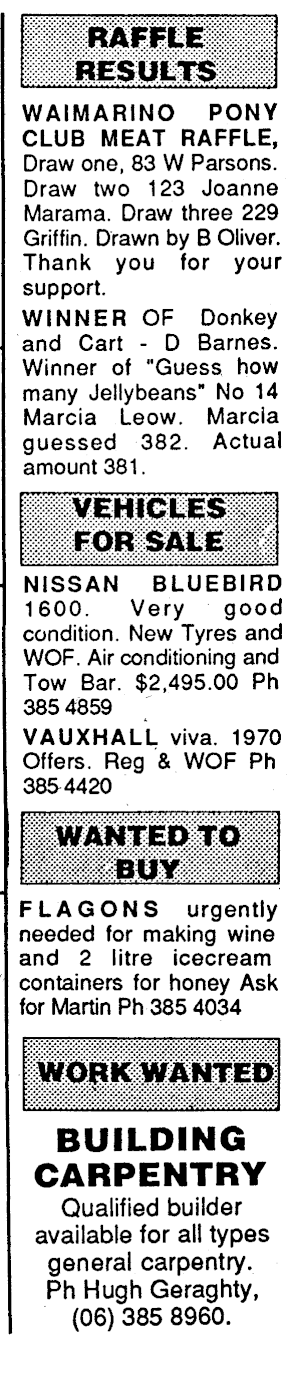 RAFFLE
RESULTS
WAIMARINO PONY
CLUB MEAT RAFFLE,
Draw one, 83 W Parsons.
Draw two 123 Joanne
Marama. Draw three 229
Griffin. Drawn by B Oliver.
Thank you for your
support.
WINNER OF Donkey
and Cart - D Barnes.
Winner of "Guess how
many Jellybeans" No 14
Marcia Leow. Marcia
guessed 382. Actual
amount 381.
VEHICLES
FOR SALE
NISSAN BLUEBIRD
1600. Very good
condition. New Tyres and
WOF. Air conditioning and
Tow Bar. $2,495.00 Ph
385 4859
VAUXHALL viva. 1970
Offers. Reg & WOF Ph
385 4420
WANTED TO
BUY
FLAGONS urgently
needed for making wine
and 2 litre icecream
containers for honey Ask
for Martin Ph 385 4034
WORK WANTED
BUILDING
CARPENTRY
Qualified builder
available for all types
general carpentry.
Ph Hugh Geraghty,
(06) 385 8960.